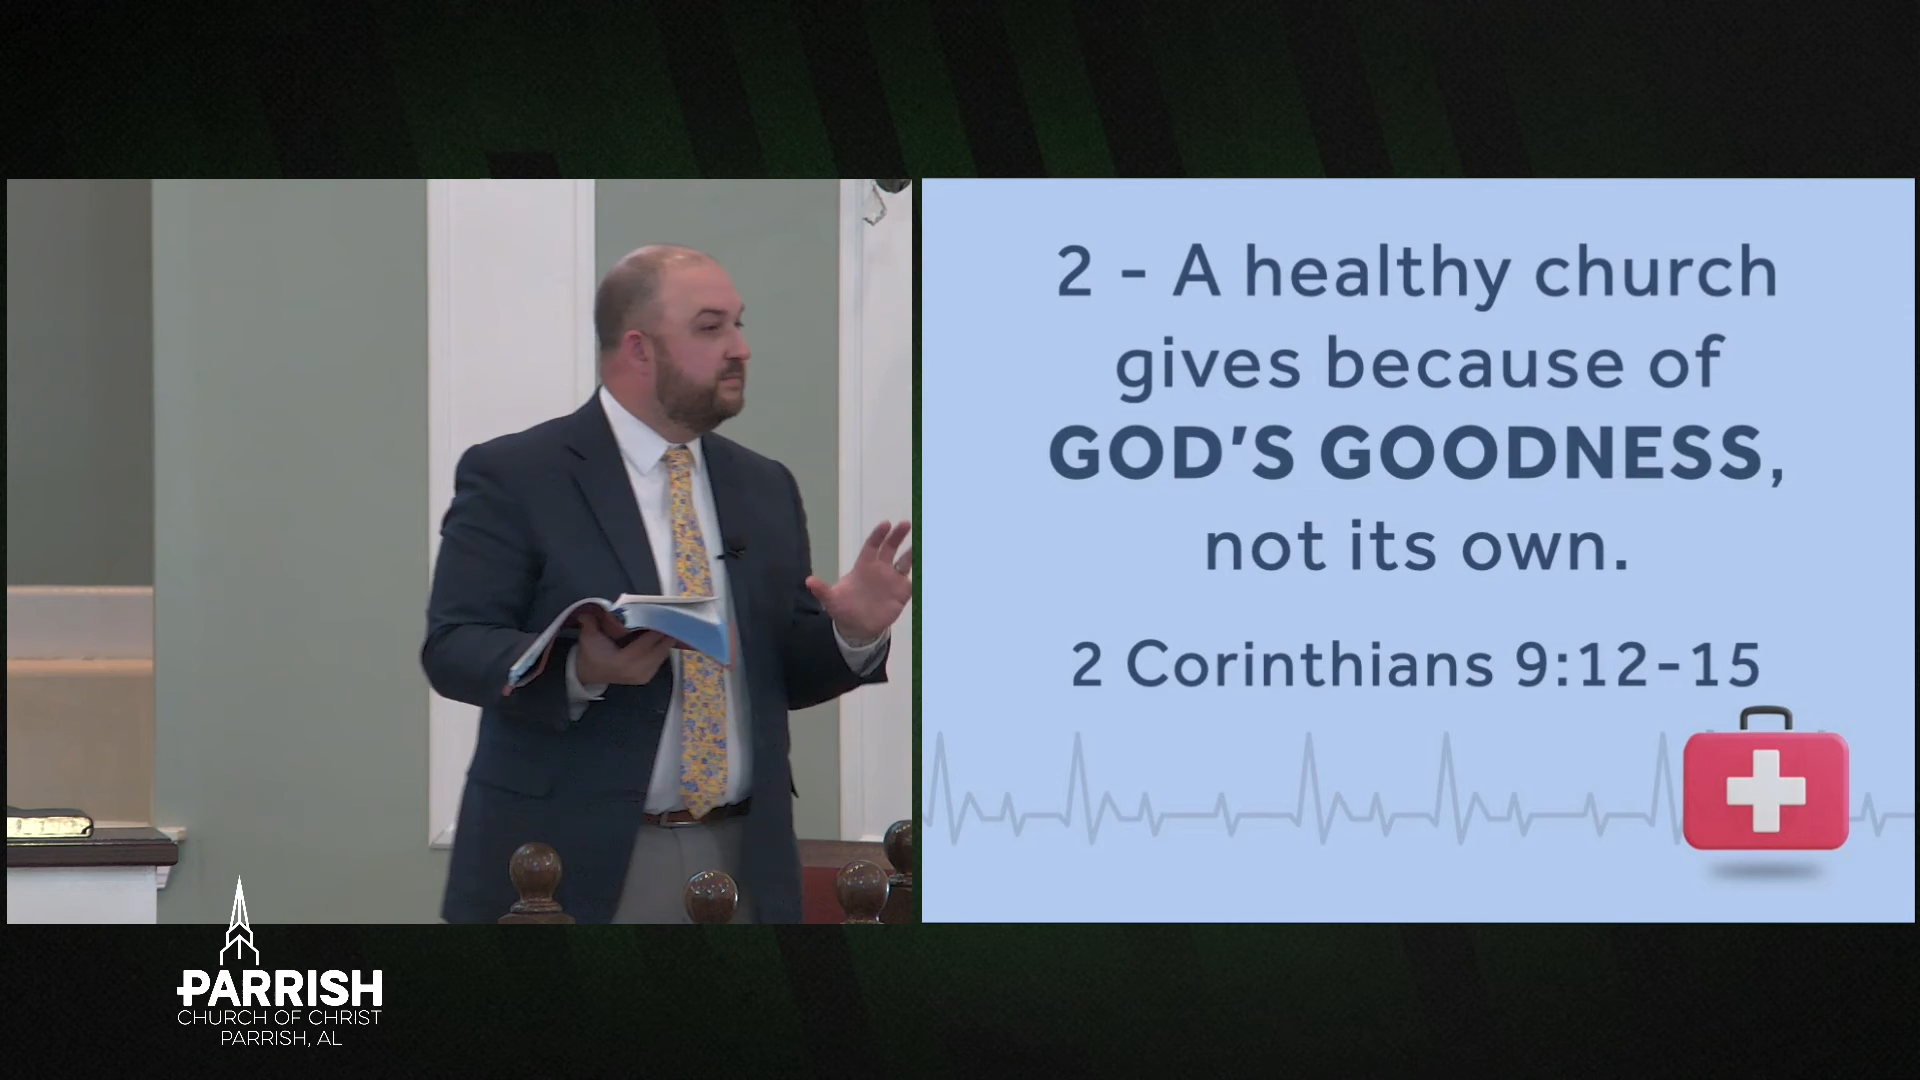 2 - A healthy church
gives because of
GOD'S GOODNESS,
not its own.
2 Corinthians 9:12-15
PARRISH
CHURCH OF CHRIST
PARRISH, AL